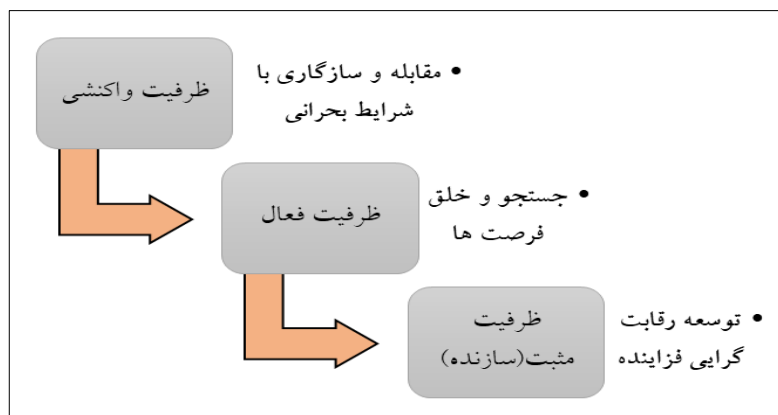 ظرفیت واکنشی
• مقابله و سازگاری با
شرایط بحرانی
ظرفیت فعال
• جستجو و خلق
فرصت ها
ظرفیت
مثبت(سازنده)
• توسعه رقابت
گرایی فزاینده